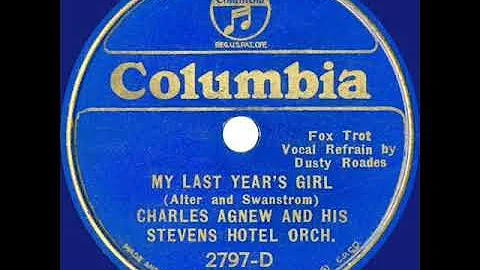 Columbia
REG.U.S.PAT.OFF.
Columbia
Fox Trot
Vocal Refrain by
Dusty Roades
MY LAST YEAR'S GIRL
(Alter and Swanstrom)
CHARLES AGNEW AND HIS
STEVENS HOTEL ORCH.
2797-D